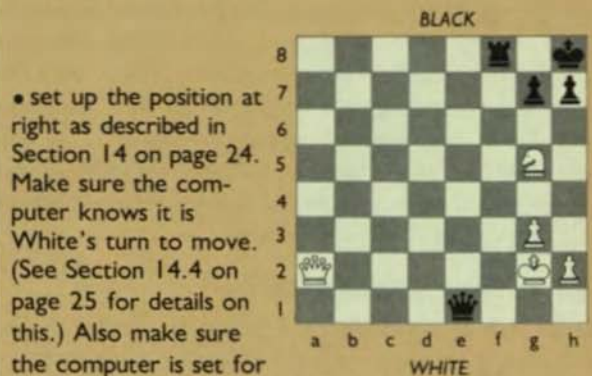 • set up the position at
right as described in
Section 14 on page 24.
Make sure the com-
puter knows it is
White's turn to move.
(See Section 14.4 on
page 25 for details on
this.) Also make sure
the computer is set for
BLACK
8
7
6
5
4
3
2
1
a b c d e f g h
WHITE